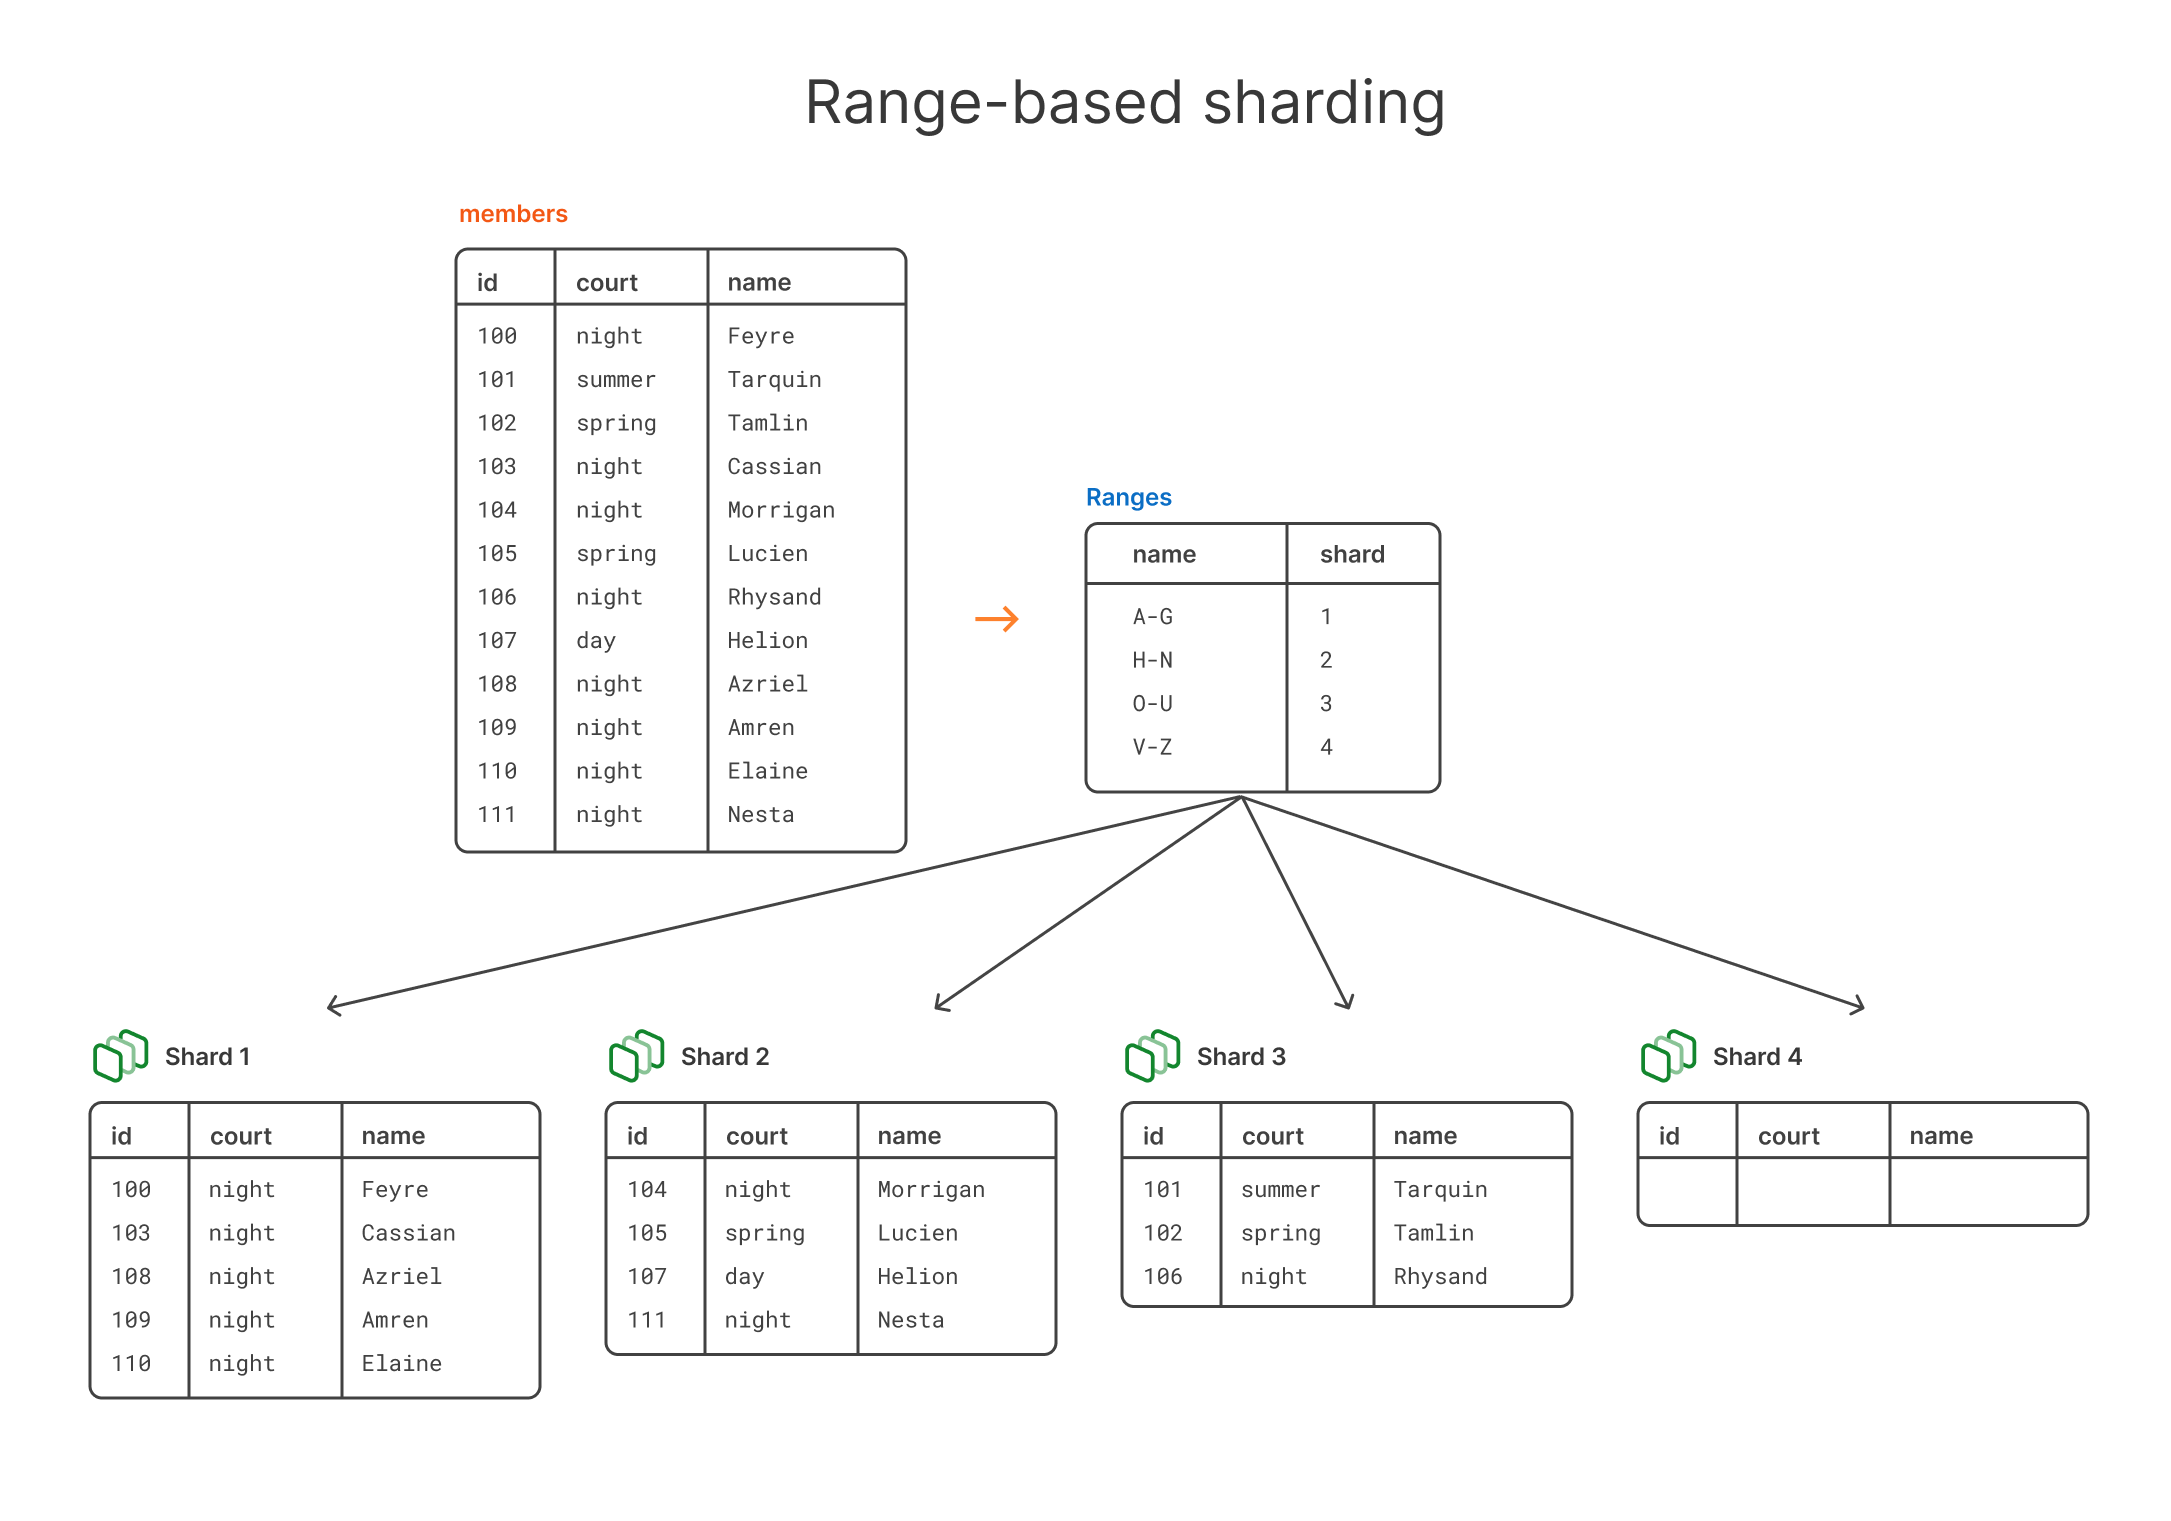 Range-based sharding
members
id court name
100 night Feyre
101 summer Tarquin
102 spring Tamlin
103 night Cassian
104 night Morrigan
105 spring Lucien
106 night Rhysand
107 day Helion
108 night Azriel
109 night Amren
110 night Elaine
111 night Nesta
Ranges
name shard
A-G 1
H-N 2
O-U 3
V-Z 4
Shard 1
id court name
100 night Feyre
103 night Cassian
108 night Azriel
109 night Amren
110 night Elaine
Shard 2
id court name
104 night Morrigan
105 spring Lucien
107 day Helion
111 night Nesta
Shard 3
id court name
101 summer Tarquin
102 spring Tamlin
106 night Rhysand
Shard 4
id court name